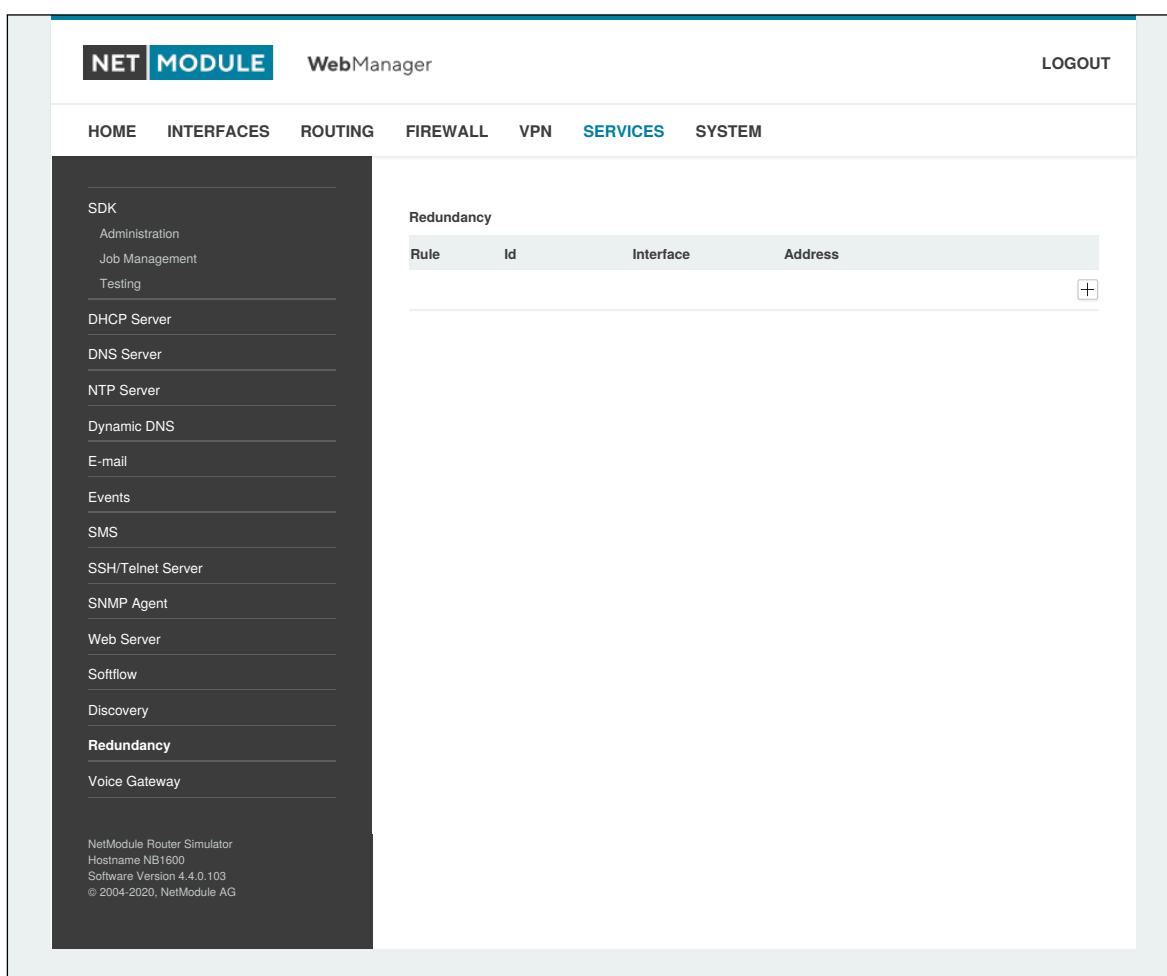 NET MODULE WebManager LOGOUT
HOME INTERFACES ROUTING FIREWALL VPN SERVICES SYSTEM
SDK
Administration
Job Management
Testing
DHCP Server
DNS Server
NTP Server
Dynamic DNS
E-mail
Events
SMS
SSH/Telnet Server
SNMP Agent
Web Server
Softflow
Discovery
Redundancy
Voice Gateway
NetModule Router Simulator
Hostname NB1600
Software Version 4.4.0.103
© 2004-2020, NetModule AG
Redundancy
Rule Id Interface Address